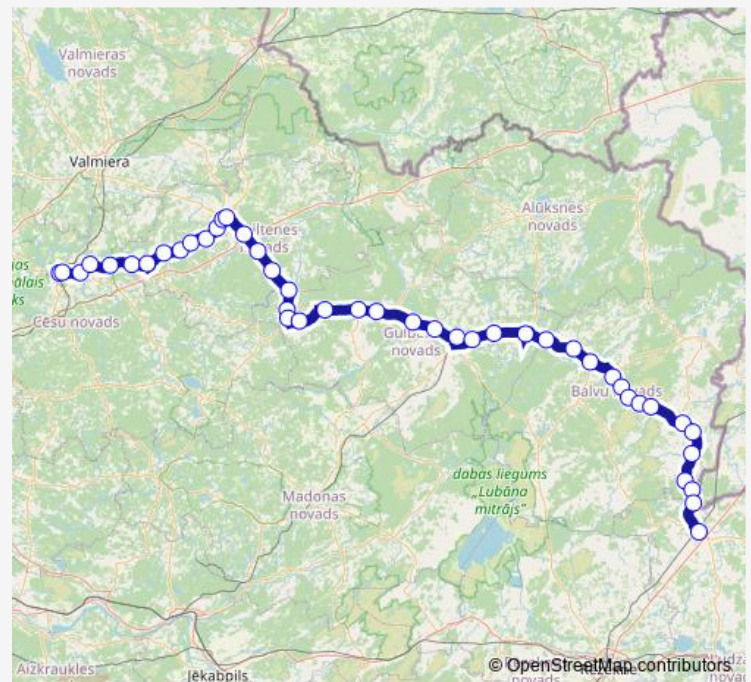 Valmieras
novads
Valmiera
Alūksnes
novads
Cēsu novads
novads
Balvu novads
dabas liegums
„Lubāna
mitrājs”
Madonas
novads
© OpenStreetMap contributors
Aizkraukles
Jēkabpils